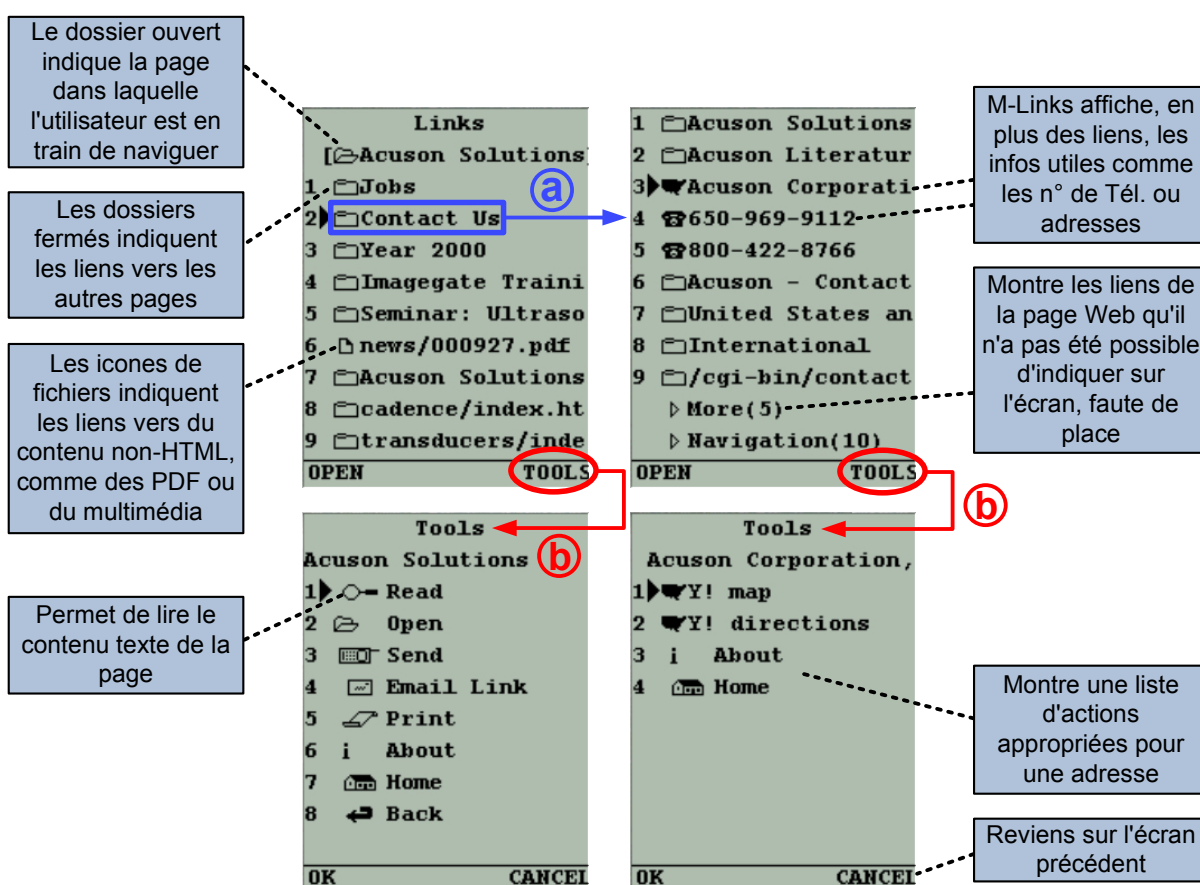 Le dossier ouvert
indique la page
dans laquelle
l'utilisateur est en
train de naviguer
Les dossiers
fermés indiquent
les liens vers les
autres pages
Les icones de
fichiers indiquent
les liens vers du
contenu non-HTML,
comme des PDF ou
du multimédia
Permet de lire le
contenu texte de la
page
Links
[Acuson Solutions]
1 Jobs
2 Contact Us
3 Year 2000
4 Imagegate Traini
5 Seminar: Ultraso
6 news/000927.pdf
7 Acuson Solutions
8 cadence/index.ht
9 transducers/inde
OPEN TOOLS
a
1 Acuson Solutions
2 Acuson Literatur
3 Acuson Corporati
4 650-969-9112
5 800-422-8766
6 Acuson - Contact
7 United States an
8 International
9 /cgi-bin/contact
More(5)
Navigation(10)
OPEN TOOLS
b
b
Tools
Acuson Solutions
1 Read
2 Open
3 Send
4 Email Link
5 Print
6 i About
7 Home
8 Back
OK CANCEL
Tools
Acuson Corporation,
1 Y! map
2 Y! directions
3 i About
4 Home
OK CANCEL
M-Links affiche, en
plus des liens, les
infos utiles comme
les n° de Tél. ou
adresses
Montre les liens de
la page Web qu'il
n'a pas été possible
d'indiquer sur
l'écran, faute de
place
Montre une liste
d'actions
appropriées pour
une adresse
Reviens sur l'écran
précédent